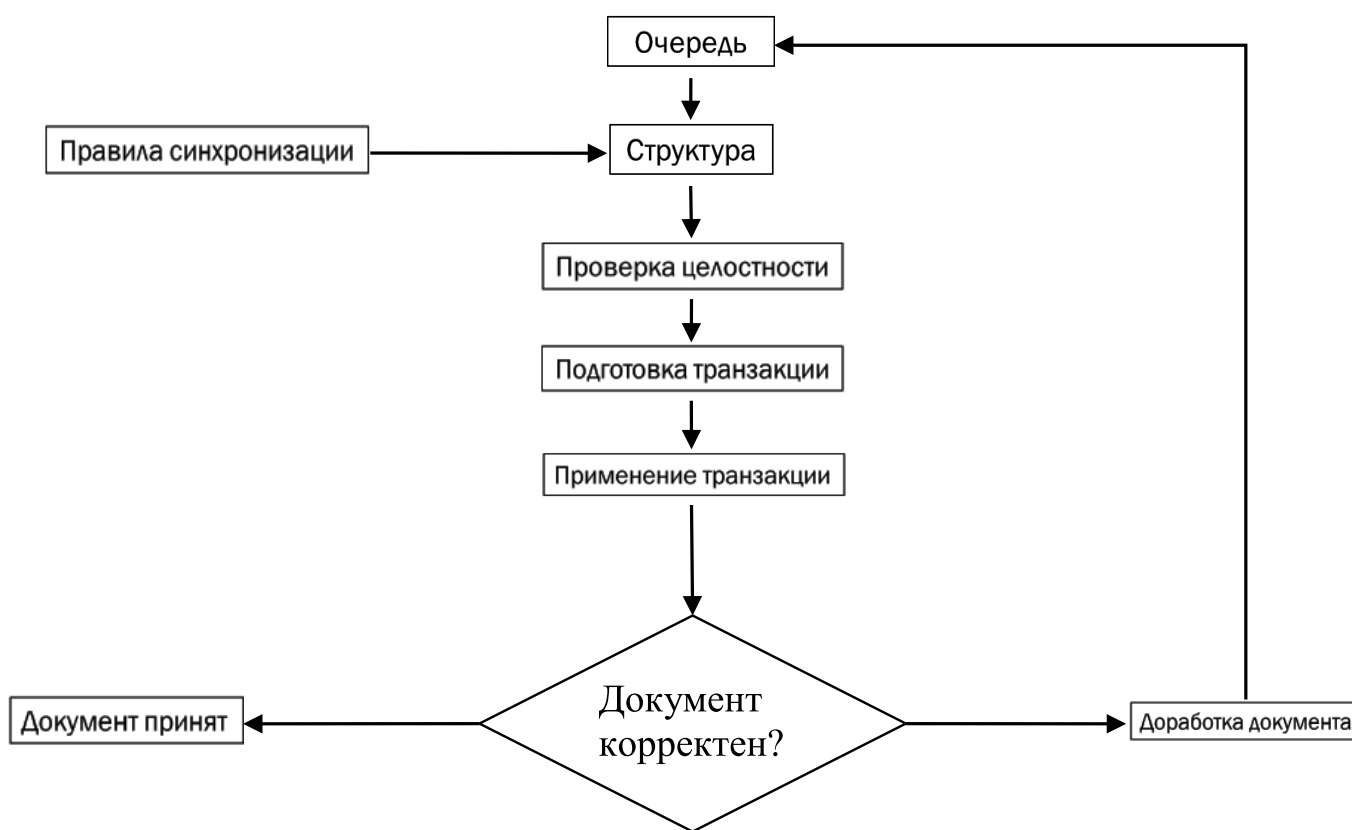 Очередь
Правила синхронизации
Структура
Проверка целостности
Подготовка транзакции
Применение транзакции
Документ
корректен?
Документ принят
Доработка документа